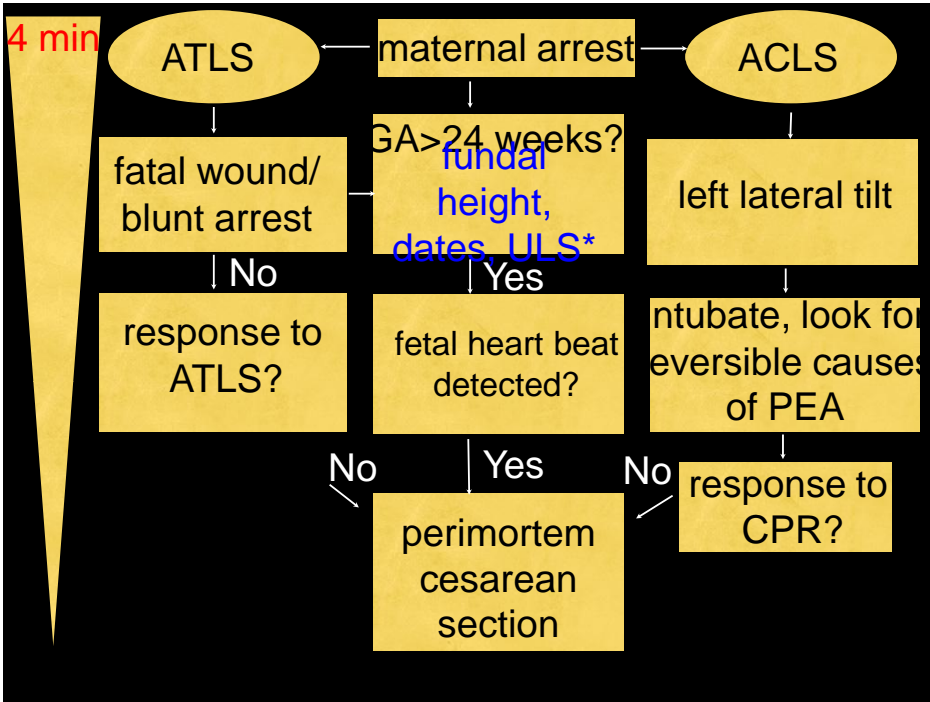 4 min
ATLS
maternal arrest
ACLS
GA>24 weeks?
fundal
height,
dates, ULS*
fatal wound/
blunt arrest
left lateral tilt
No
Yes
response to
ATLS?
fetal heart beat
detected?
ntubate, look for
eversible causes
of PEA
No
Yes
No
response to
CPR?
perimortem
cesarean
section